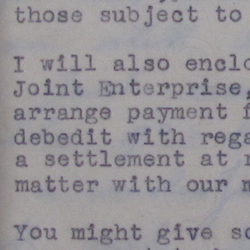 those subject to
I will also enclo
Joint Enterprise,
arrange payment f
debedit with rega
a settlement at
matter with our m
You might give so